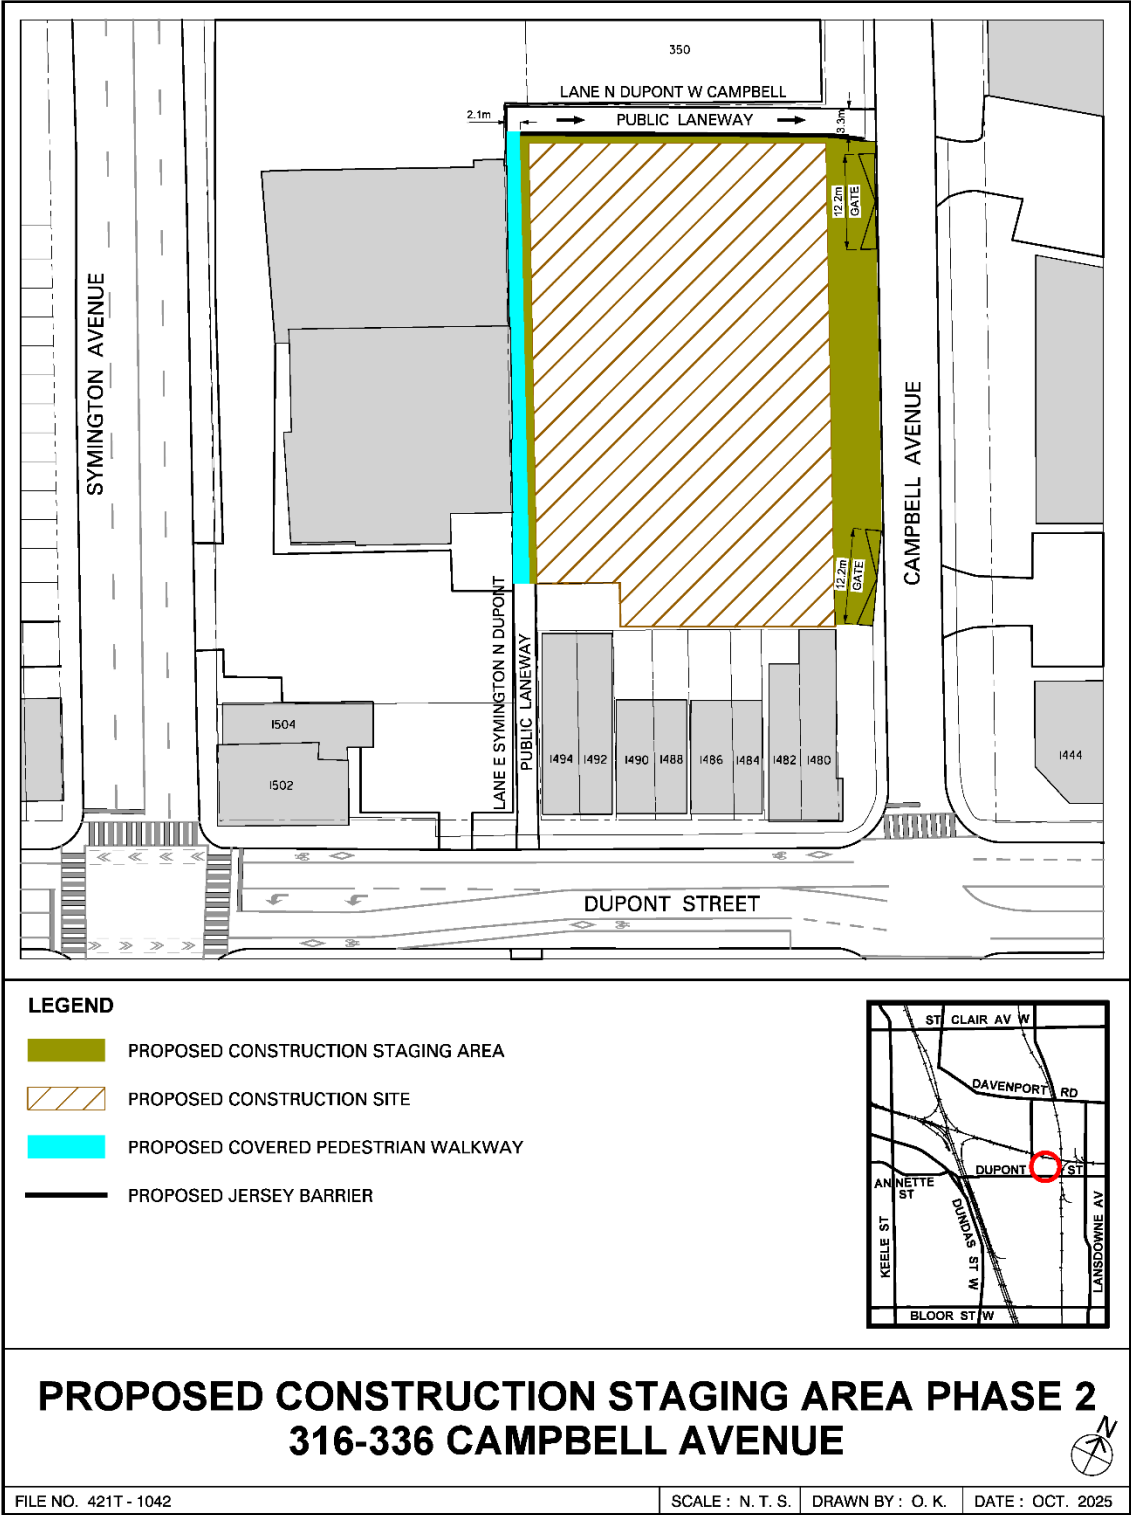 350
LANE N DUPONT W CAMPBELL
2.1m
PUBLIC LANEWAY
3.3m
12.2m
GATE
SYMINGTON AVENUE
CAMPBELL AVENUE
12.2m
GATE
LANE E SYMINGTON N DUPONT
PUBLIC LANEWAY
1504
1502
1494
1492
1490
1488
1486
1484
1482
1480
1444
DUPONT STREET
LEGEND
PROPOSED CONSTRUCTION STAGING AREA
PROPOSED CONSTRUCTION SITE
PROPOSED COVERED PEDESTRIAN WALKWAY
PROPOSED JERSEY BARRIER
ST. CLAIR AV W
DAVENPORT RD
DUPONT ST
ANNETTE
ST
DUNDAS ST W
KEELE ST
LANSDOWNE AV
BLOOR ST W
PROPOSED CONSTRUCTION STAGING AREA PHASE 2
316-336 CAMPBELL AVENUE
N
FILE NO. 421T - 1042
SCALE : N. T. S.
DRAWN BY : O. K.
DATE : OCT. 2025